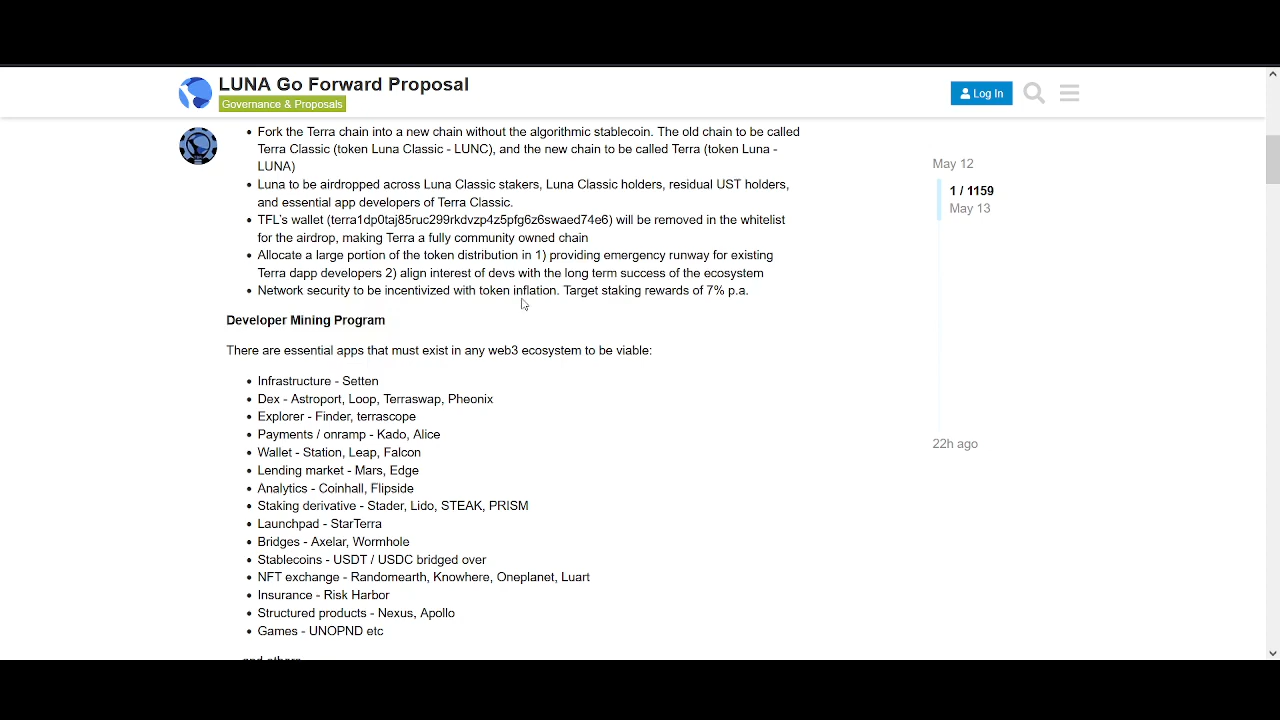 LUNA Go Forward Proposal
Governance & Proposals
Log In
Fork the Terra chain into a new chain without the algorithmic stablecoin. The old chain to be called
Terra Classic (token Luna Classic - LUNC), and the new chain to be called Terra (token Luna -
LUNA)
Luna to be airdropped across Luna Classic stakers, Luna Classic holders, residual UST holders,
and essential app developers of Terra Classic.
TFL's wallet (terra1dp0taj85ruc299rkdvzp4z5pfg6z6swaed74e6) will be removed in the whitelist
for the airdrop, making Terra a fully community owned chain
Allocate a large portion of the token distribution in 1) providing emergency runway for existing
Terra dapp developers 2) align interest of devs with the long term success of the ecosystem
Network security to be incentivized with token inflation. Target staking rewards of 7% p.a.
May 12
1 / 1159
May 13
22h ago
Developer Mining Program
There are essential apps that must exist in any web3 ecosystem to be viable:
Infrastructure - Setten
Dex - Astroport, Loop, Terraswap, Pheonix
Explorer - Finder, terrascope
Payments / onramp - Kado, Alice
Wallet - Station, Leap, Falcon
Lending market - Mars, Edge
Analytics - Coinhall, Flipside
Staking derivative - Stader, Lido, STEAK, PRISM
Launchpad - StarTerra
Bridges - Axelar, Wormhole
Stablecoins - USDT / USDC bridged over
NFT exchange - Randomearth, Knowhere, Oneplanet, Luart
Insurance - Risk Harbor
Structured products - Nexus, Apollo
Games - UNOPND etc
and others